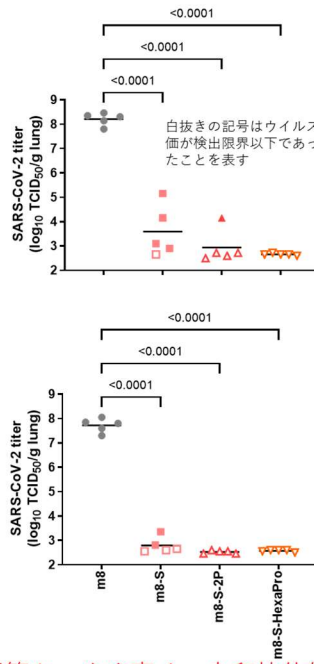 <0.0001
<0.0001
<0.0001
SARS-CoV-2 titer
(log10 TCID50/g lung)
9
8
7
6
5
4
3
2
白抜きの記号はウイルス
価が検出限界以下であっ
たことを表す
<0.0001
<0.0001
<0.0001
SARS-CoV-2 titer
(log10 TCID50/g lung)
9
8
7
6
5
4
3
2
m8
m8-S
m8-S-2P
m8-S-HexaPro